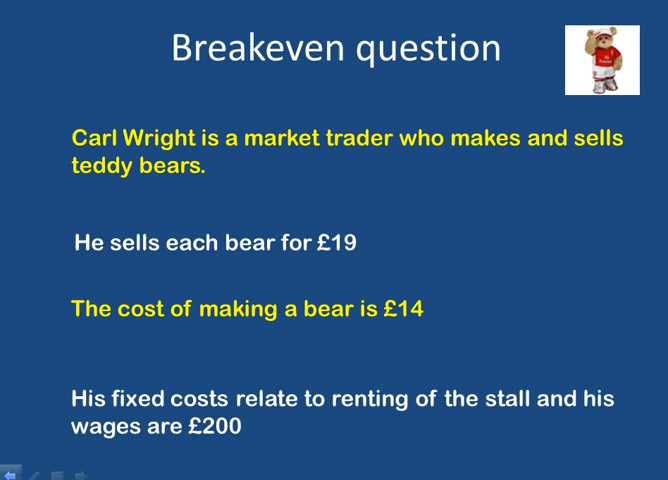 Breakeven question
Carl Wright is a market trader who makes and sells
teddy bears.
He sells each bear for £19
The cost of making a bear is £14
His fixed costs relate to renting of the stall and his
wages are £200